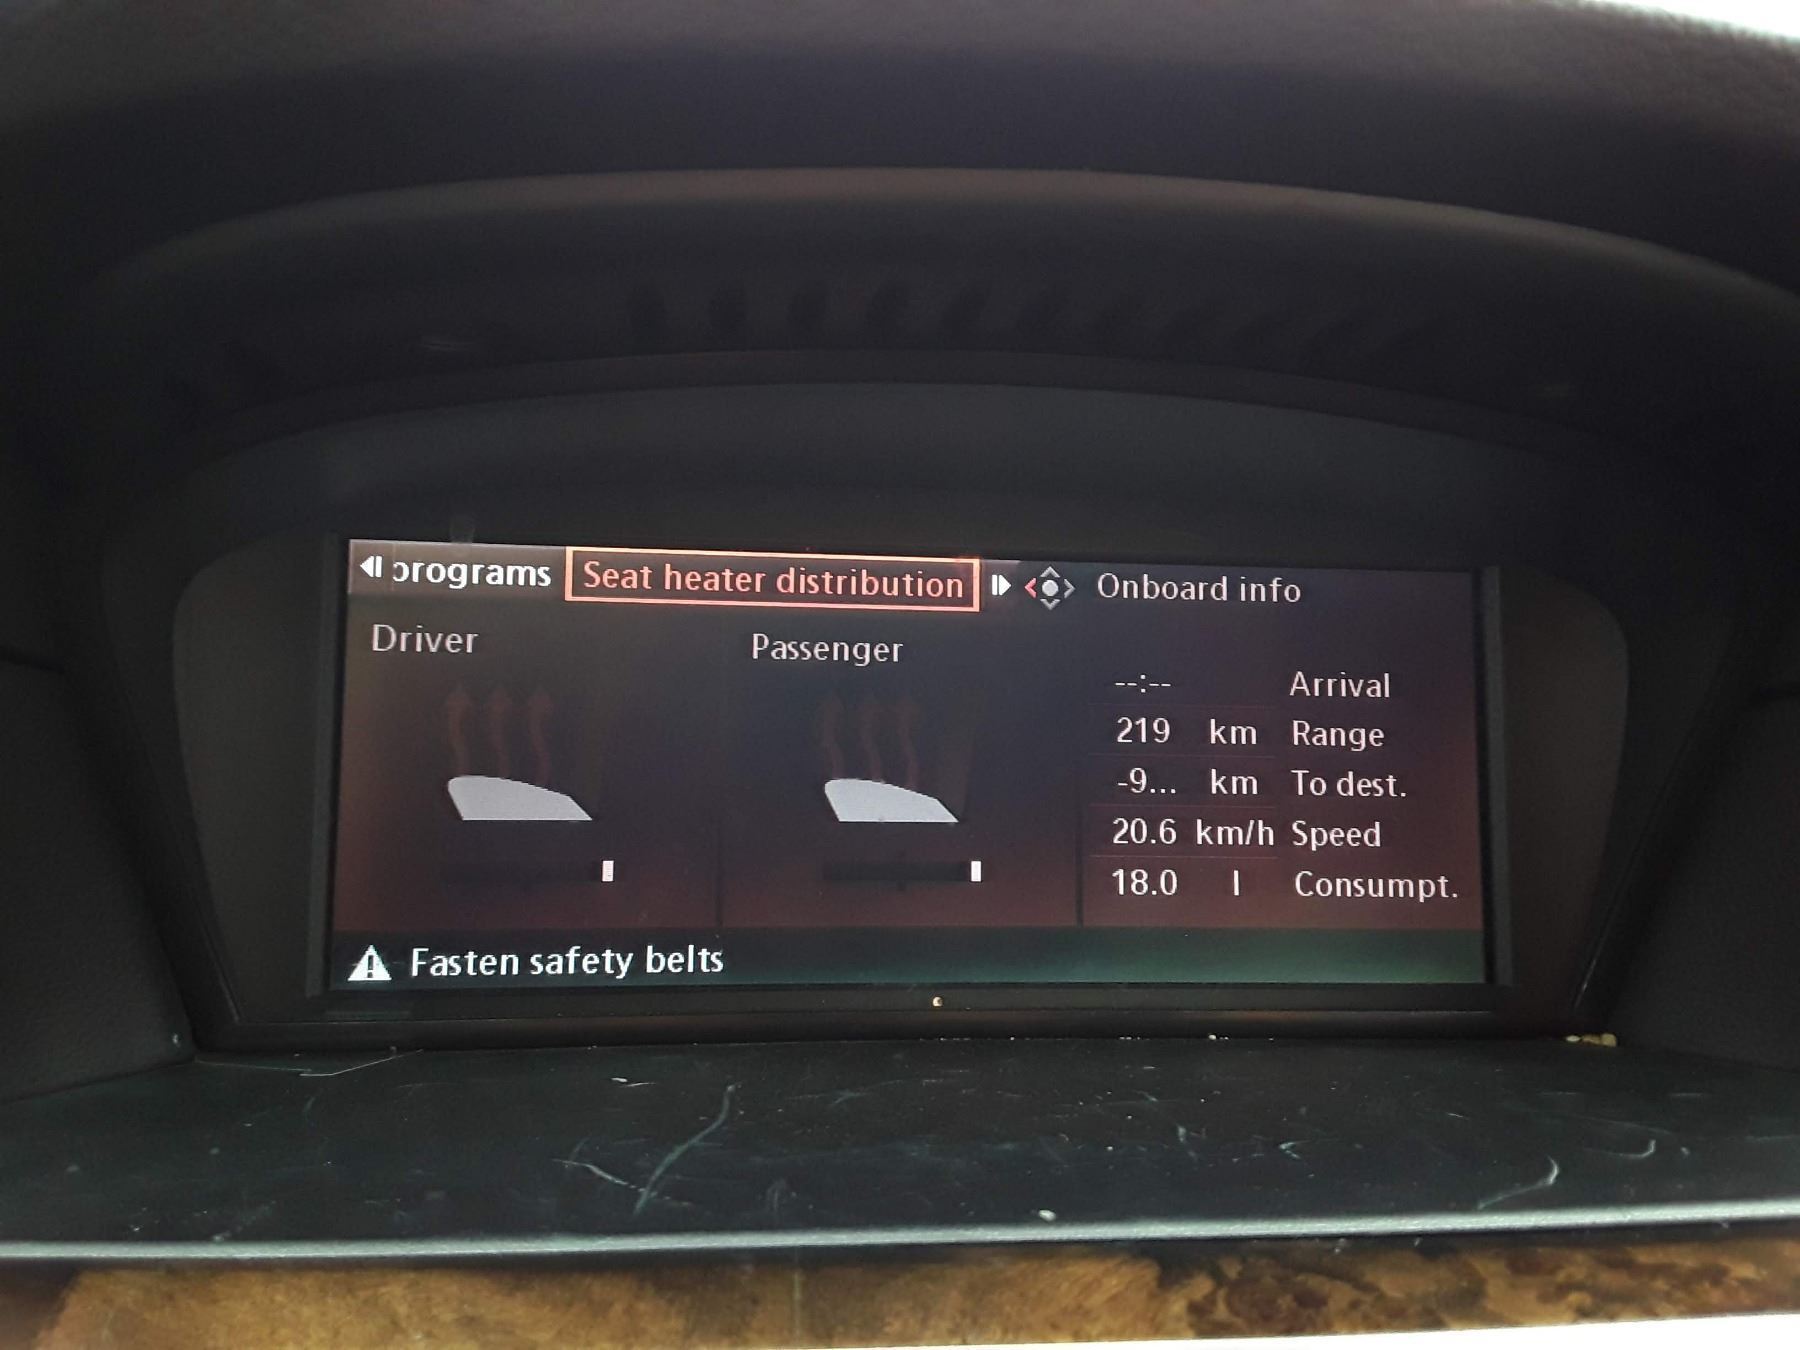 programs Seat heater distribution Onboard info
Driver Passenger
--:-- Arrival
219 km Range
-9... km To dest.
20.6 km/h Speed
18.0 l Consumpt.
Fasten safety belts